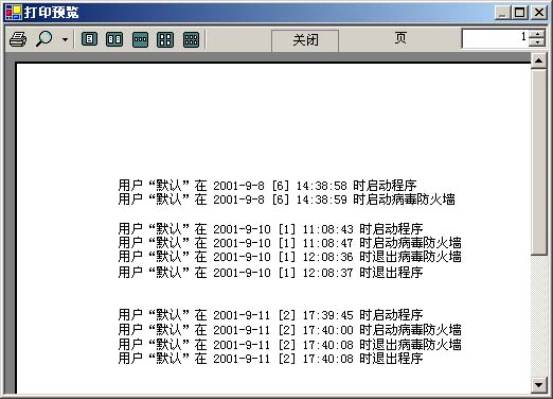 打印预览
关闭 页 1
用户“默认”在 2001-9-8 [6] 14:38:58 时启动程序
用户“默认”在 2001-9-8 [6] 14:38:59 时启动病毒防火墙
用户“默认”在 2001-9-10 [1] 11:08:43 时启动程序
用户“默认”在 2001-9-10 [1] 11:08:47 时启动病毒防火墙
用户“默认”在 2001-9-10 [1] 12:08:36 时退出病毒防火墙
用户“默认”在 2001-9-10 [1] 12:08:37 时退出程序
用户“默认”在 2001-9-11 [2] 17:39:45 时启动程序
用户“默认”在 2001-9-11 [2] 17:40:00 时启动病毒防火墙
用户“默认”在 2001-9-11 [2] 17:40:08 时退出病毒防火墙
用户“默认”在 2001-9-11 [2] 17:40:08 时退出程序